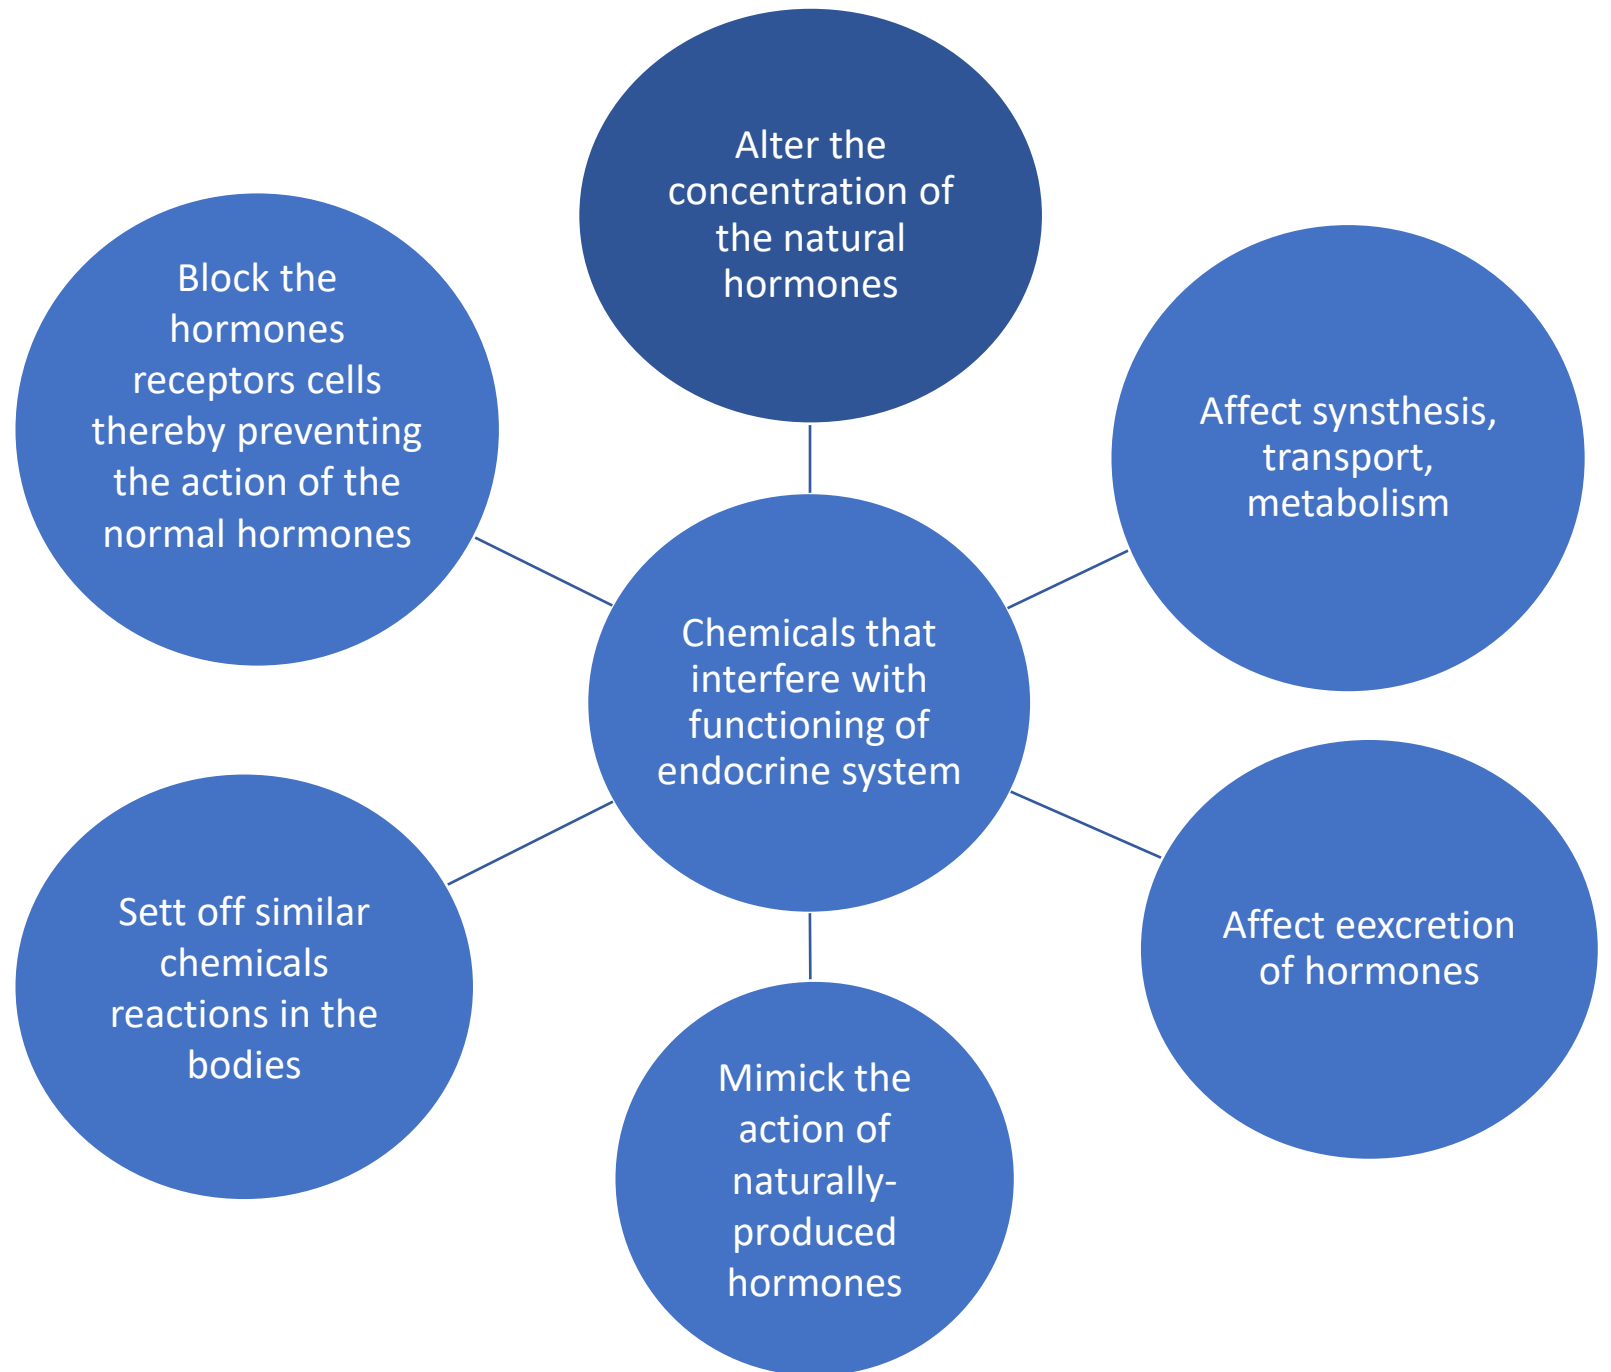 Alter the
concentration of
the natural
hormones
Block the
hormones
receptors cells
thereby preventing
the action of the
normal hormones
Affect synsthesis,
transport,
metabolism
Chemicals that
interfere with
functioning of
endocrine system
Sett off similar
chemicals
reactions in the
bodies
Affect eexcretion
of hormones
Mimick the
action of
naturally-
produced
hormones